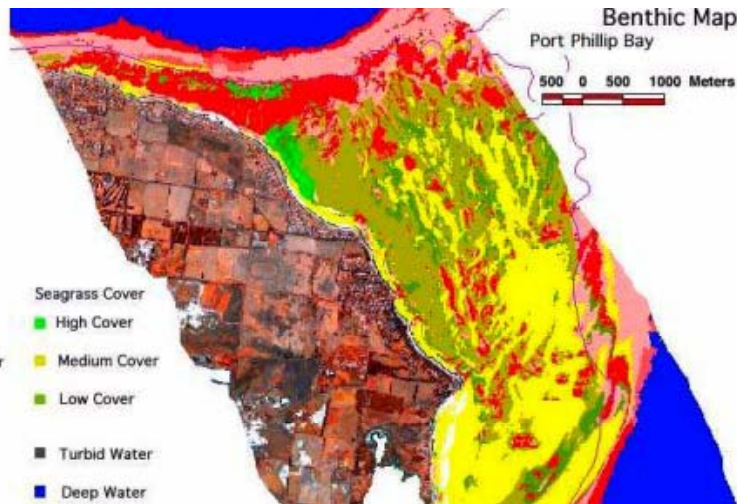 Benthic Map
Port Phillip Bay
500 0 500 1000 Meters
Seagrass Cover
High Cover
Medium Cover
Low Cover
Turbid Water
Deep Water